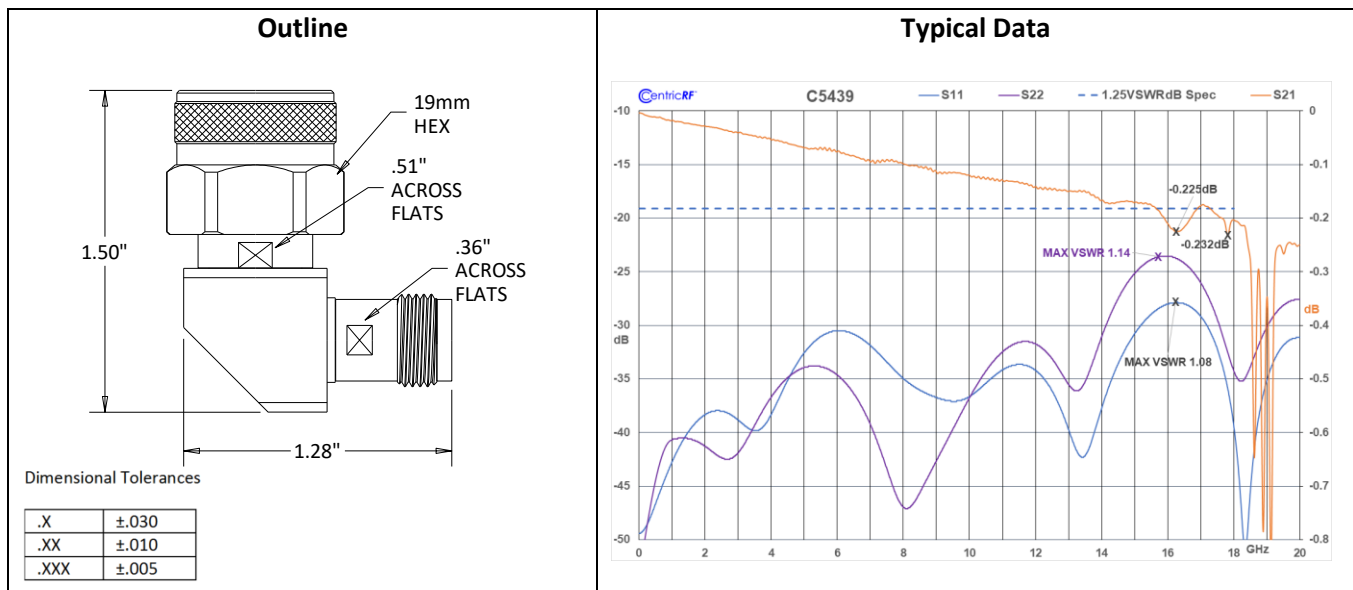 Outline
19mm
HEX
.51"
ACROSS
FLATS
1.50"
.36"
ACROSS
FLATS
1.28"
Dimensional Tolerances
.X ±.030
.XX ±.010
.XXX ±.005
Typical Data
CentricRF C5439 S11 S22 1.25VSWRdB Spec S21
-10 0
-15 -0.1
-20 -0.2
-25 -0.3
-30 -0.4
dB dB
-35 -0.5
-40 -0.6
-45 -0.7
-50 -0.8
-0.225dB
-0.232dB
MAX VSWR 1.14
MAX VSWR 1.08
0 2 4 6 8 10 12 14 16 18 GHz 20